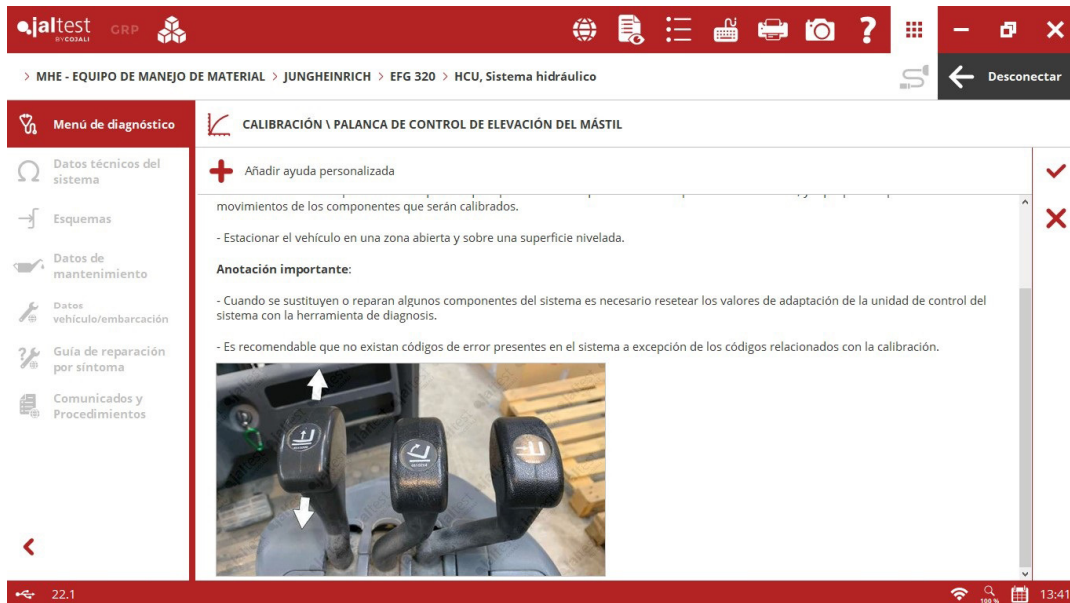 jaltest
BY COJALI
GRP
?
> MHE - EQUIPO DE MANEJO DE MATERIAL > JUNGHEINRICH > EFG 320 > HCU, Sistema hidráulico
Desconectar
Menú de diagnóstico
CALIBRACIÓN \ PALANCA DE CONTROL DE ELEVACIÓN DEL MÁSTIL
Datos técnicos del
sistema
Añadir ayuda personalizada
movimientos de los componentes que serán calibrados.
Esquemas
- Estacionar el vehículo en una zona abierta y sobre una superficie nivelada.
Datos de
mantenimiento
Anotación importante:
Datos
vehículo/embarcación
- Cuando se sustituyen o reparan algunos componentes del sistema es necesario resetear los valores de adaptación de la unidad de control del
sistema con la herramienta de diagnosis.
Guía de reparación
por síntoma
- Es recomendable que no existan códigos de error presentes en el sistema a excepción de los códigos relacionados con la calibración.
Comunicados y
Procedimientos
22.1
100 %
13:41